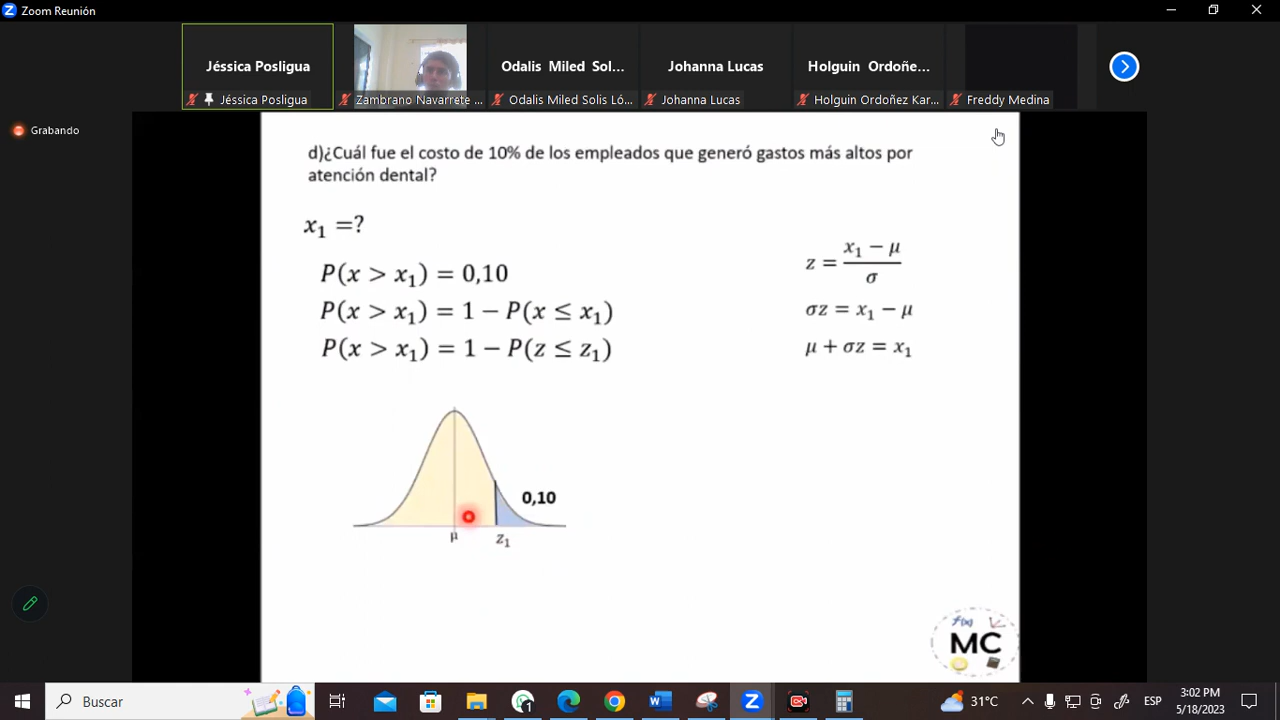 Zoom Reunión
Jéssica Posligua
Odalis Miled Sol...
Johanna Lucas
Holguin Ordoñe...
Jéssica Posligua
Zambrano Navarrete ...
Odalis Miled Solis Ló...
Johanna Lucas
Holguin Ordoñez Kar...
Freddy Medina
Grabando
d)¿Cuál fue el costo de 10% de los empleados que generó gastos más altos por
atención dental?
x₁ =?
P(x > x₁) = 0,10
P(x > x₁) = 1 − P(x ≤ x₁)
P(x > x₁) = 1 − P(z ≤ z₁)
z = (x₁ − μ)/σ
σz = x₁ − μ
μ + σz = x₁
0,10
μ
z₁
f(x)
MC
Buscar
1
31°C
ESP
3:02 PM
5/18/2023